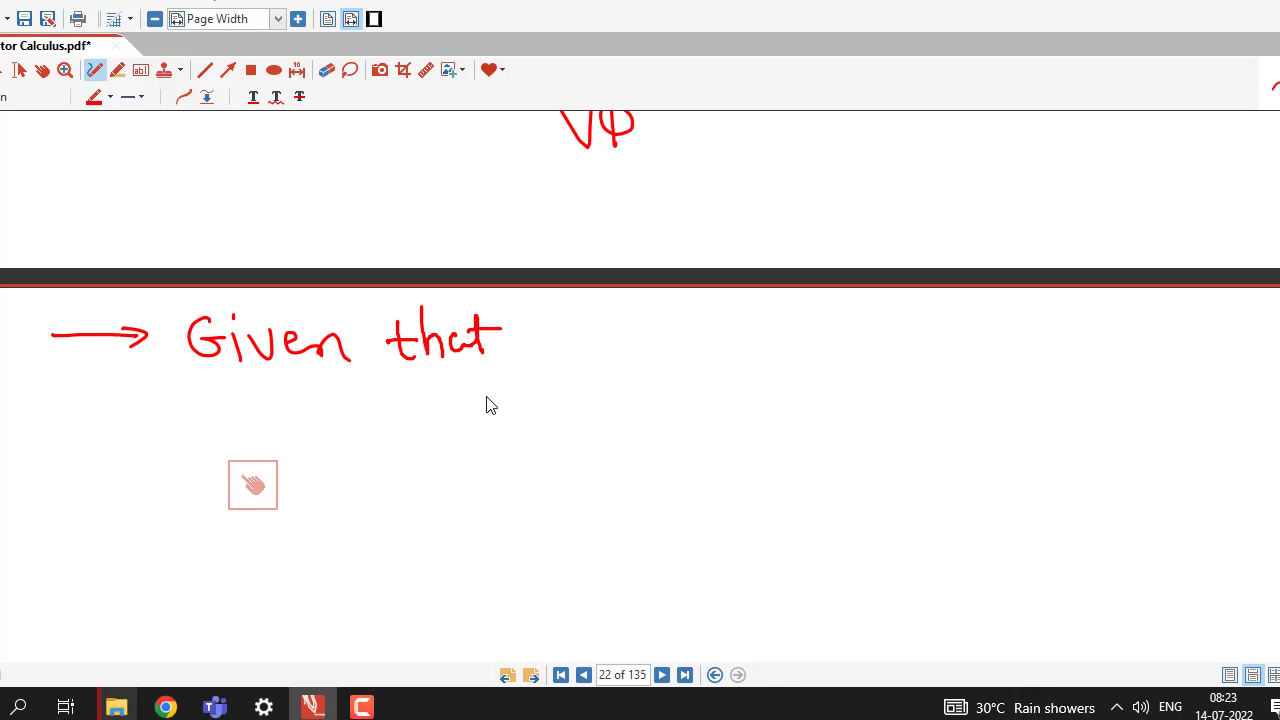 Page Width
tor Calculus.pdf*
10
T T T
∇Φ
→ Given that
22 of 135
30°C Rain showers
ENG
08:23
14-07-2022